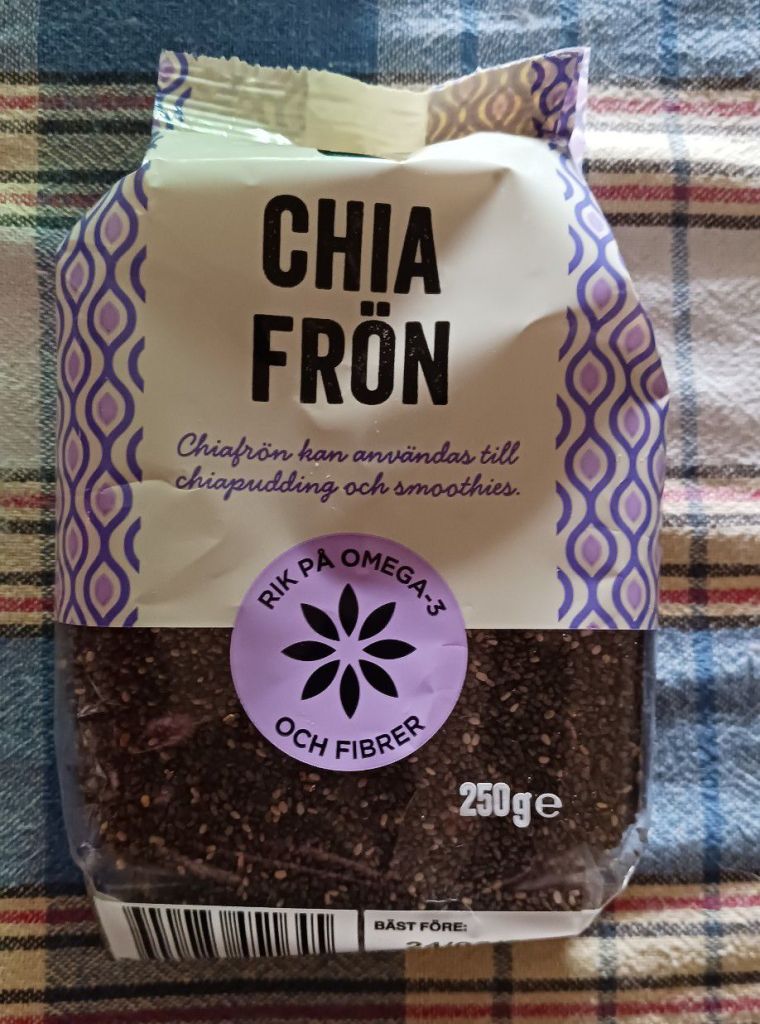 CHIA
FRÖN
Chiafrön kan användas till
chiapudding och smoothies.
RIK PÅ OMEGA-3
OCH FIBRER
250g e
BÄST FÖRE: